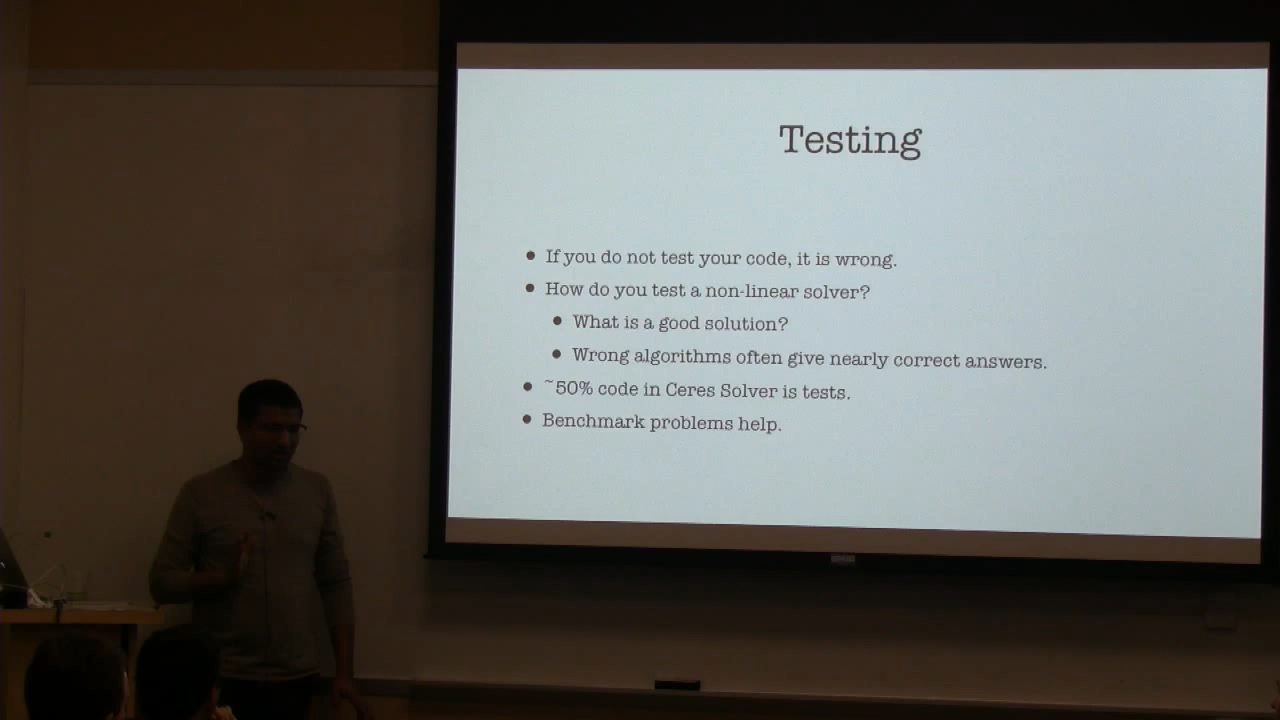 Testing
• If you do not test your code, it is wrong.
• How do you test a non-linear solver?
• What is a good solution?
• Wrong algorithms often give nearly correct answers.
• ~50% code in Ceres Solver is tests.
• Benchmark problems help.